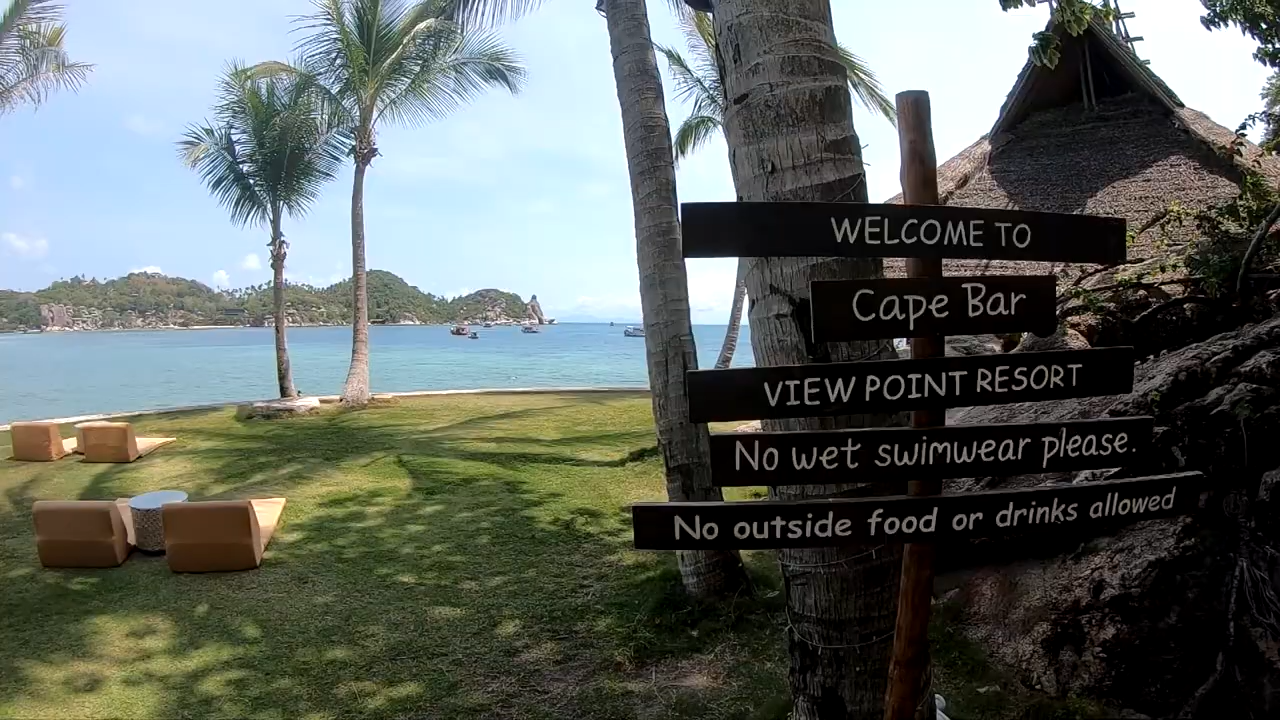 WELCOME TO
Cape Bar
VIEW POINT RESORT
No wet swimwear please.
No outside food or drinks allowed